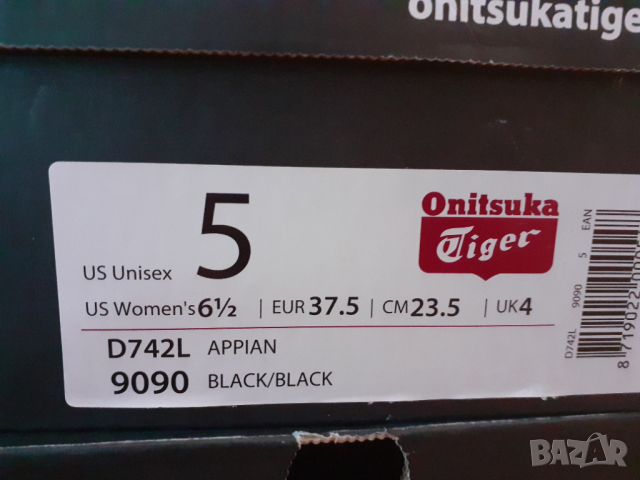 onitsukatige
US Unisex 5
Onitsuka
Tiger
US Women's 6½ | EUR 37.5 | CM 23.5 | UK 4
D742L APPIAN
9090 BLACK/BLACK
D742L 9090 5 EAN
BAZAR